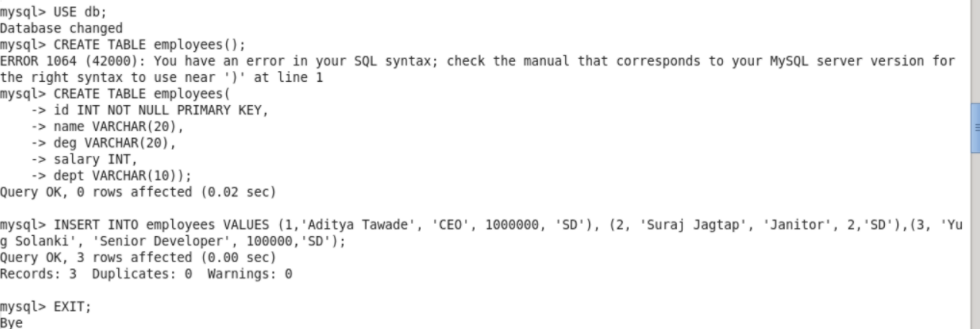 mysql> USE db;
Database changed
mysql> CREATE TABLE employees();
ERROR 1064 (42000): You have an error in your SQL syntax; check the manual that corresponds to your MySQL server version for
the right syntax to use near ')' at line 1
mysql> CREATE TABLE employees(
    -> id INT NOT NULL PRIMARY KEY,
    -> name VARCHAR(20),
    -> deg VARCHAR(20),
    -> salary INT,
    -> dept VARCHAR(10));
Query OK, 0 rows affected (0.02 sec)

mysql> INSERT INTO employees VALUES (1,'Aditya Tawade', 'CEO', 1000000, 'SD'), (2, 'Suraj Jagtap', 'Janitor', 2,'SD'),(3, 'Yu
g Solanki', 'Senior Developer', 100000,'SD');
Query OK, 3 rows affected (0.00 sec)
Records: 3  Duplicates: 0  Warnings: 0

mysql> EXIT;
Bye